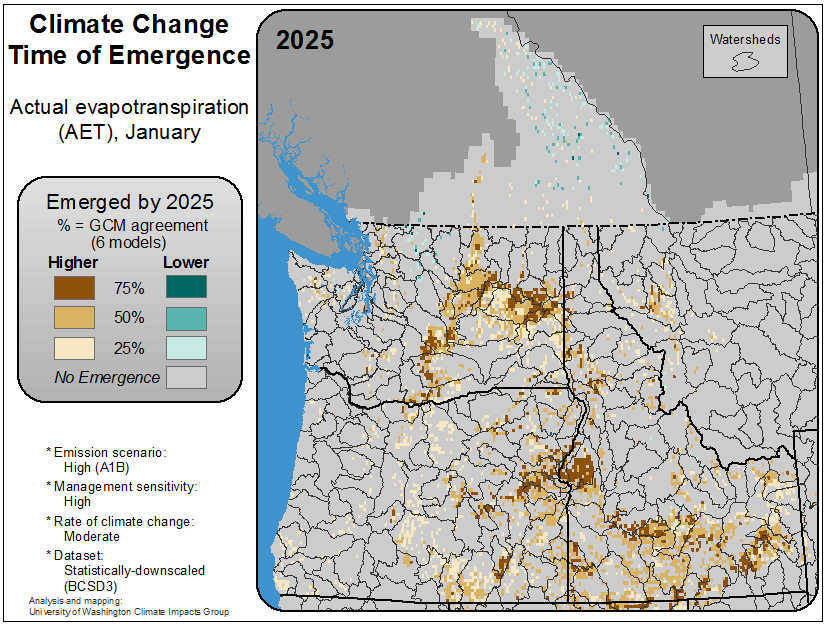 Climate Change
Time of Emergence
Actual evapotranspiration
(AET), January
Emerged by 2025
% = GCM agreement
(6 models)
Higher Lower
75%
50%
25%
No Emergence
* Emission scenario:
High (A1B)
* Management sensitivity:
High
* Rate of climate change:
Moderate
* Dataset:
Statistically-downscaled
(BCSD3)
Analysis and mapping:
University of Washington Climate Impacts Group
2025
Watersheds